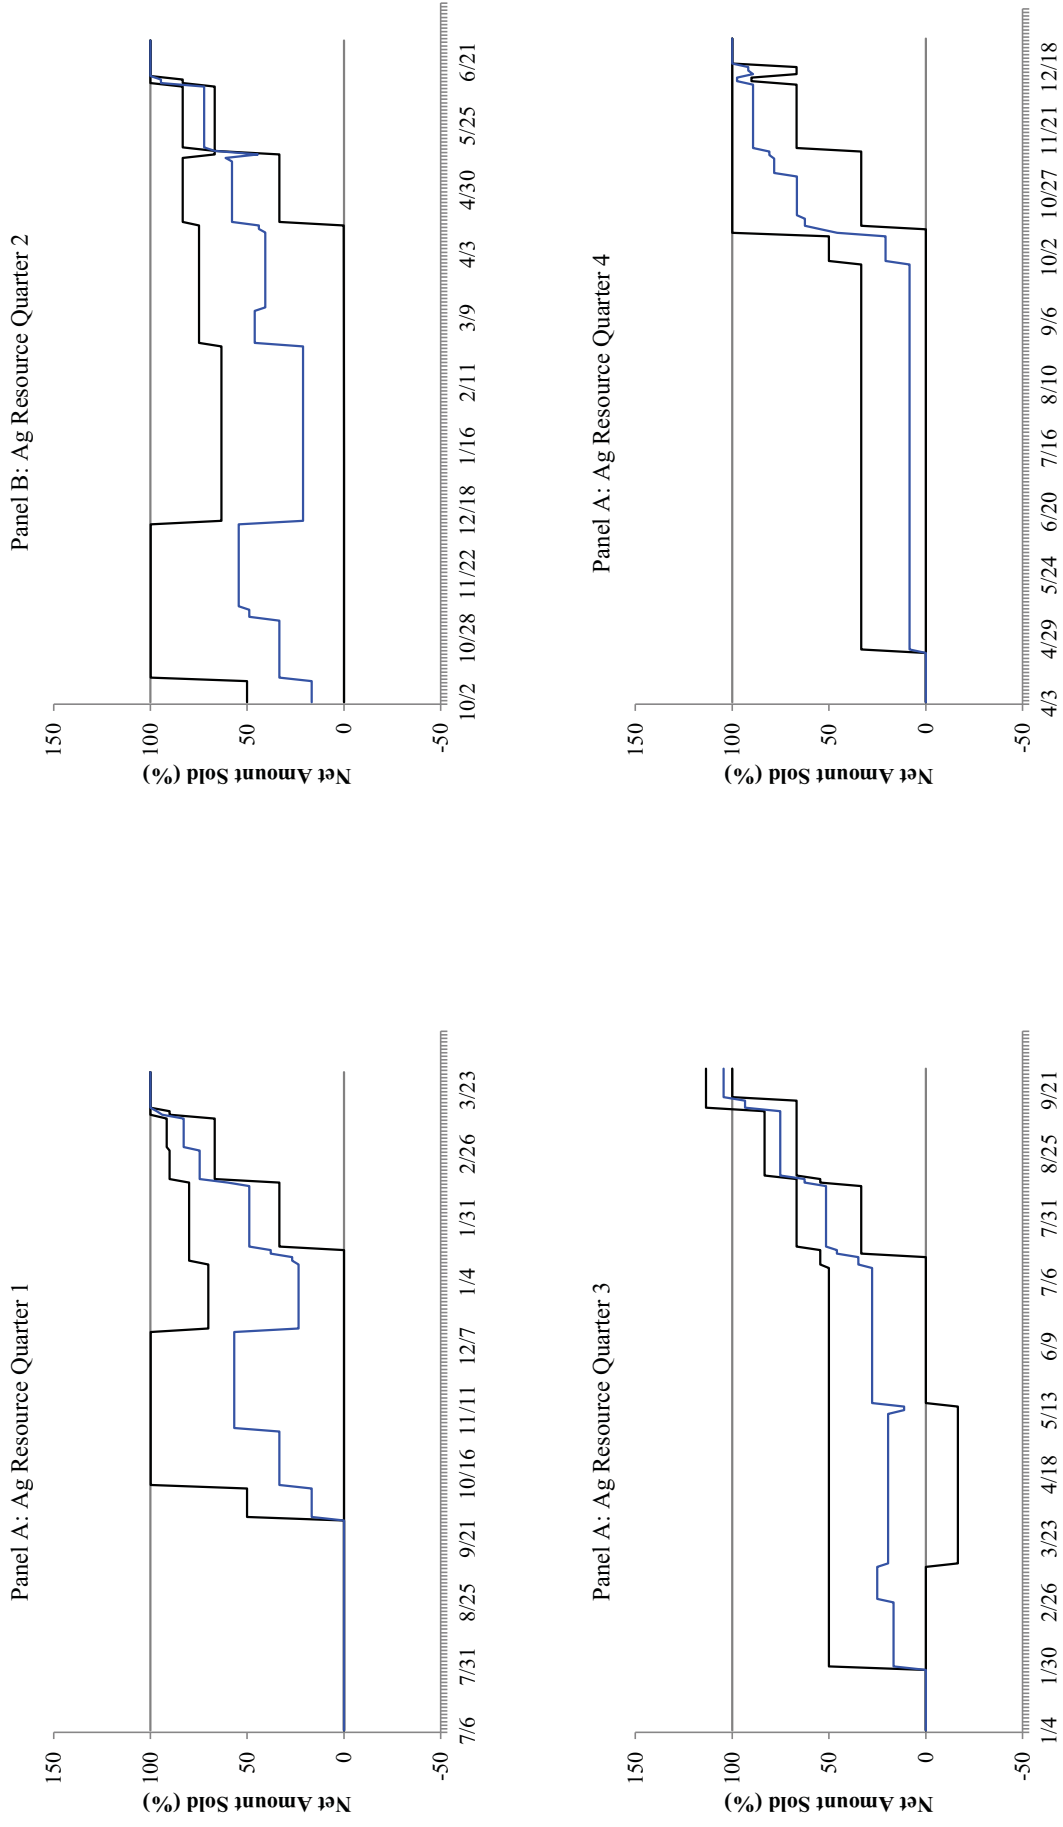 Panel A: Ag Resource Quarter 1
150
100
50
0
-50
Net Amount Sold (%)
7/6 7/31 8/25 9/21 10/16 11/11 12/7 1/4 1/31 2/26 3/23
Panel B: Ag Resource Quarter 2
150
100
50
0
-50
Net Amount Sold (%)
10/2 10/28 11/22 12/18 1/16 2/11 3/9 4/3 4/30 5/25 6/21
Panel A: Ag Resource Quarter 3
150
100
50
0
-50
Net Amount Sold (%)
1/4 1/30 2/26 3/23 4/18 5/13 6/9 7/6 7/31 8/25 9/21
Panel A: Ag Resource Quarter 4
150
100
50
0
-50
Net Amount Sold (%)
4/3 4/29 5/24 6/20 7/16 8/10 9/6 10/2 10/27 11/21 12/18